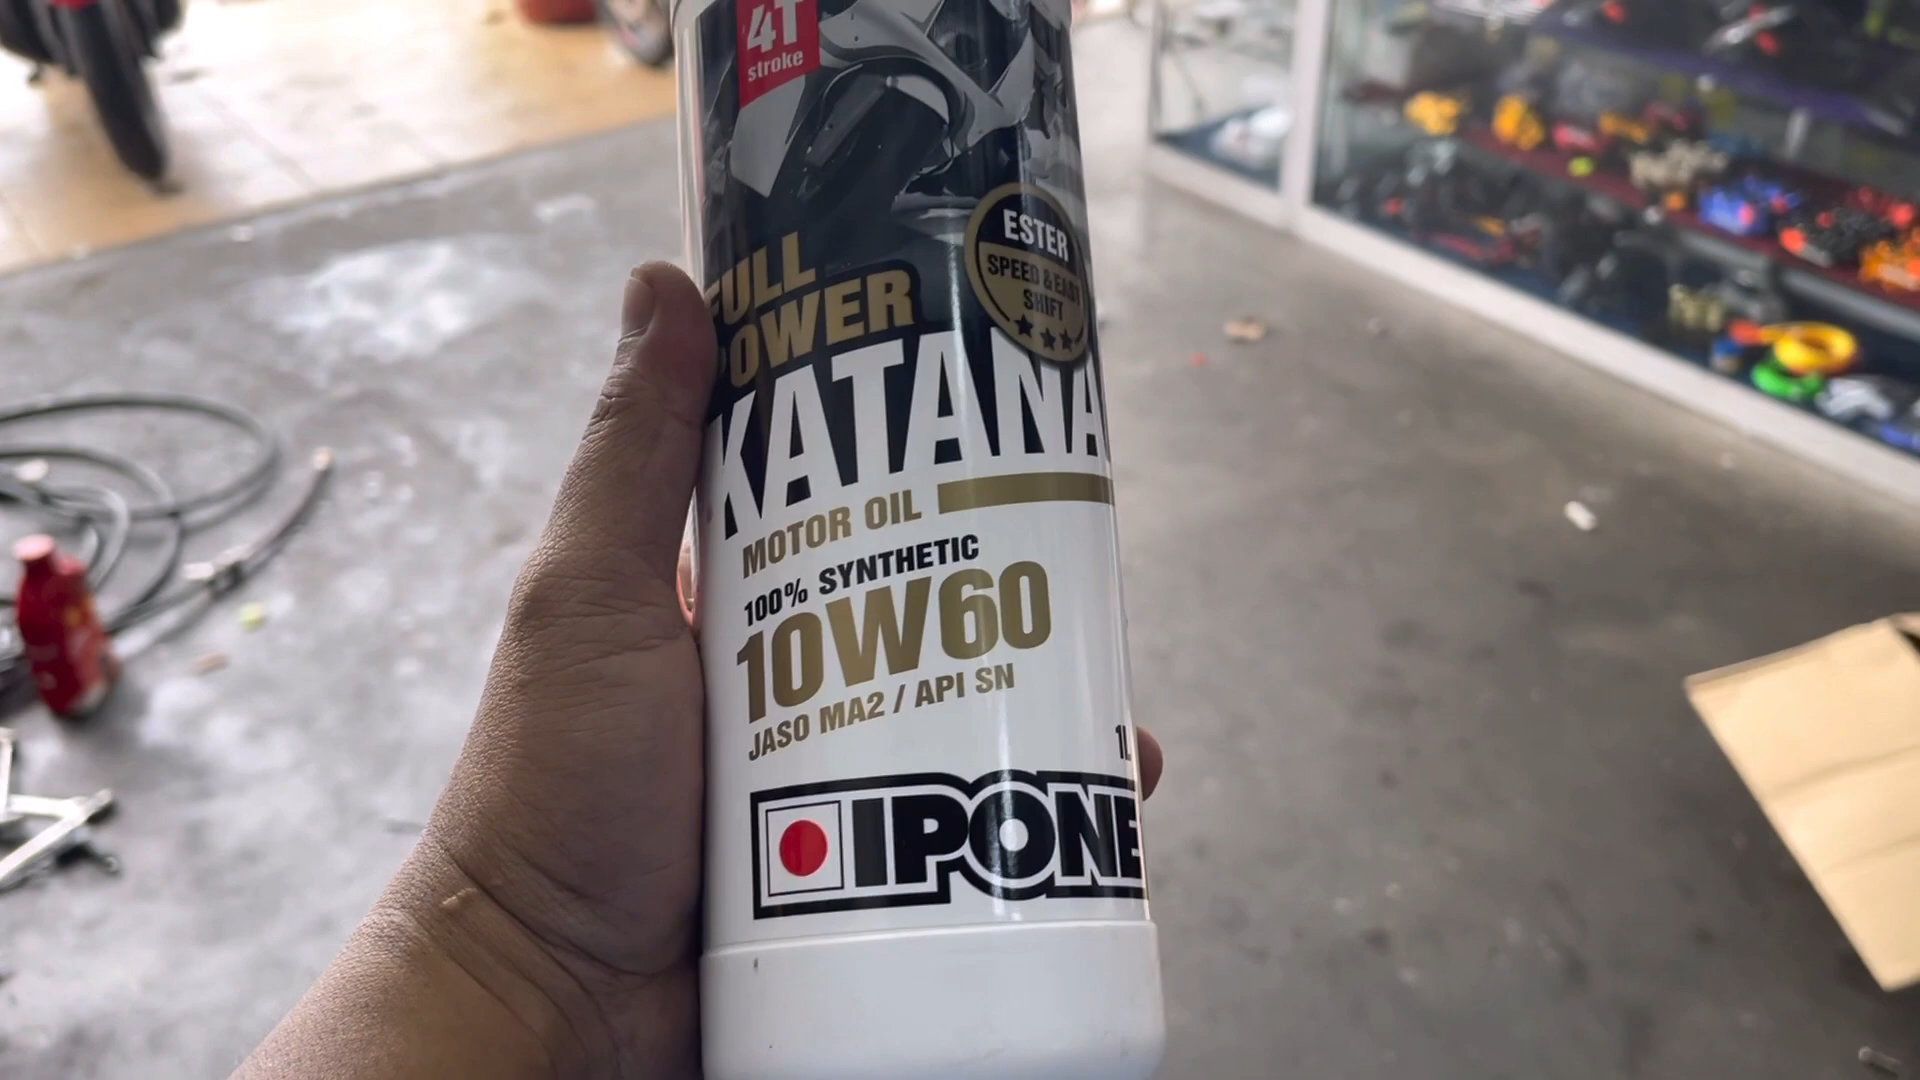 4T
stroke
ESTER
SPEED & EASY
SHIFT
FULL
POWER
KATANA
MOTOR OIL
100% SYNTHETIC
10W60
JASO MA2 / API SN
1L
IPONE